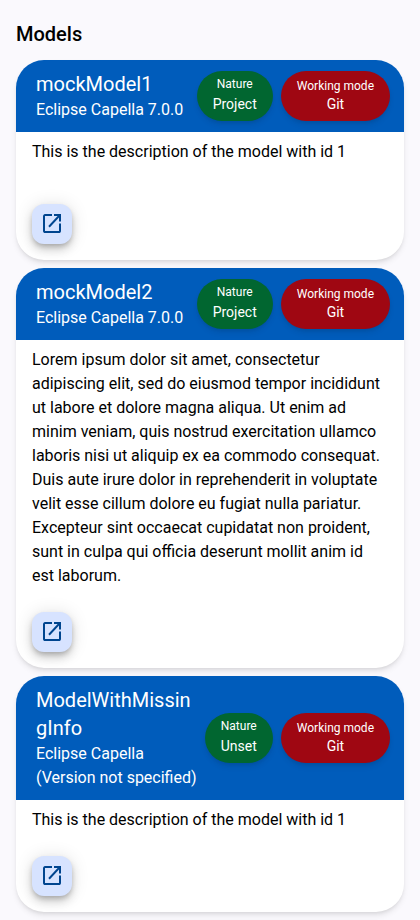 Models
mockModel1
Eclipse Capella 7.0.0
Nature
Project
Working mode
Git
This is the description of the model with id 1
mockModel2
Eclipse Capella 7.0.0
Nature
Project
Working mode
Git
Lorem ipsum dolor sit amet, consectetur
adipiscing elit, sed do eiusmod tempor incididunt
ut labore et dolore magna aliqua. Ut enim ad
minim veniam, quis nostrud exercitation ullamco
laboris nisi ut aliquip ex ea commodo consequat.
Duis aute irure dolor in reprehenderit in voluptate
velit esse cillum dolore eu fugiat nulla pariatur.
Excepteur sint occaecat cupidatat non proident,
sunt in culpa qui officia deserunt mollit anim id
est laborum.
ModelWithMissin
gInfo
Eclipse Capella
(Version not specified)
Nature
Unset
Working mode
Git
This is the description of the model with id 1